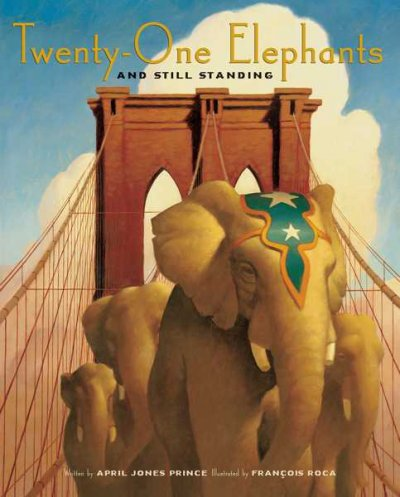 Twenty-One Elephants
AND STILL STANDING
Written by APRIL JONES PRINCE Illustrated by FRANÇOIS ROCA